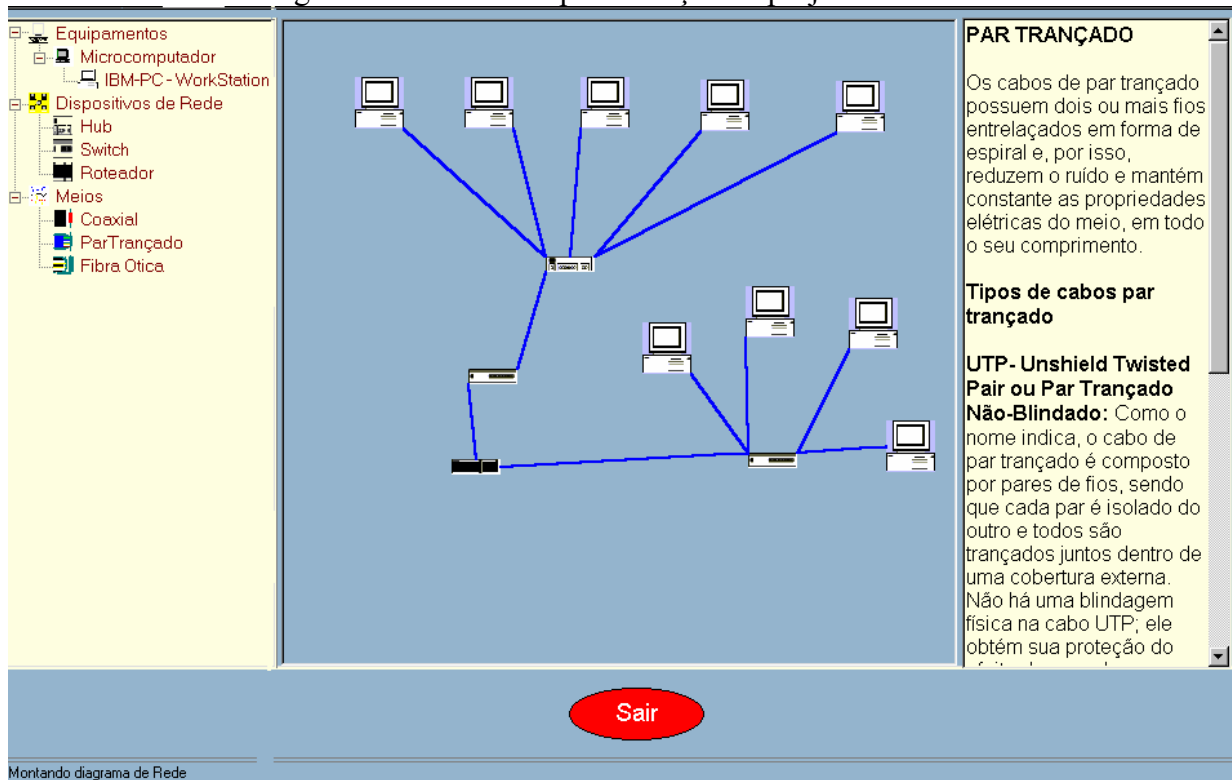 Equipamentos
Microcomputador
IBM-PC - WorkStation
Dispositivos de Rede
Hub
Switch
Roteador
Meios
Coaxial
ParTrançado
Fibra Otica
PAR TRANÇADO
Os cabos de par trançado
possuem dois ou mais fios
entrelaçados em forma de
espiral e, por isso,
reduzem o ruído e mantém
constante as propriedades
elétricas do meio, em todo
o seu comprimento.
Tipos de cabos par
trançado
UTP- Unshield Twisted
Pair ou Par Trançado
Não-Blindado: Como o
nome indica, o cabo de
par trançado é composto
por pares de fios, sendo
que cada par é isolado do
outro e todos são
trançados juntos dentro de
uma cobertura externa.
Não há uma blindagem
física na cabo UTP; ele
obtém sua proteção do
Sair
Montando diagrama de Rede